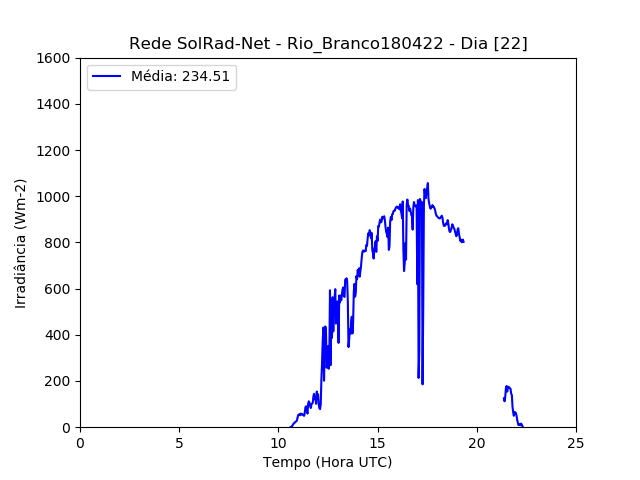 Rede SolRad-Net - Rio_Branco180422 - Dia [22]
Média: 234.51
Irradiância (Wm-2)
1600
1400
1200
1000
800
600
400
200
0
0 5 10 15 20 25
Tempo (Hora UTC)